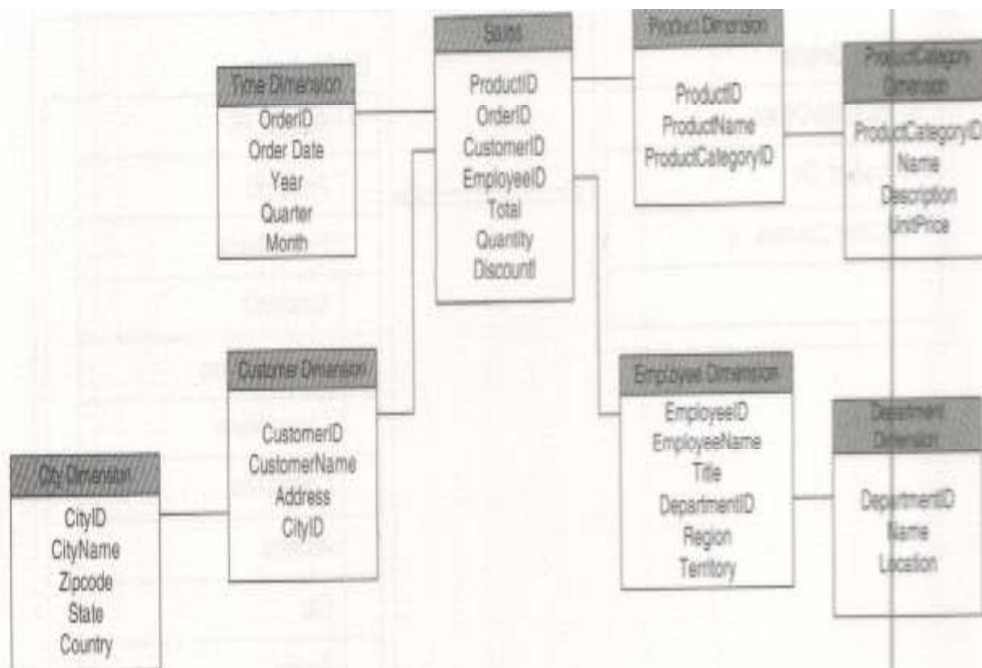 Sales
ProductID
OrderID
CustomerID
EmployeeID
Total
Quantity
Discountl
Product Dimension
ProductID
ProductName
ProductCategoryID
ProductCategory
Dimension
ProductCategoryID
Name
Description
UnitPrice
Time Dimension
OrderID
Order Date
Year
Quarter
Month
Customer Dimension
CustomerID
CustomerName
Address
CityID
Employee Dimension
EmployeeID
EmployeeName
Title
DepartmentID
Region
Territory
Department
Dimension
DepartmentID
Name
Location
City Dimension
CityID
CityName
Zipcode
State
Country